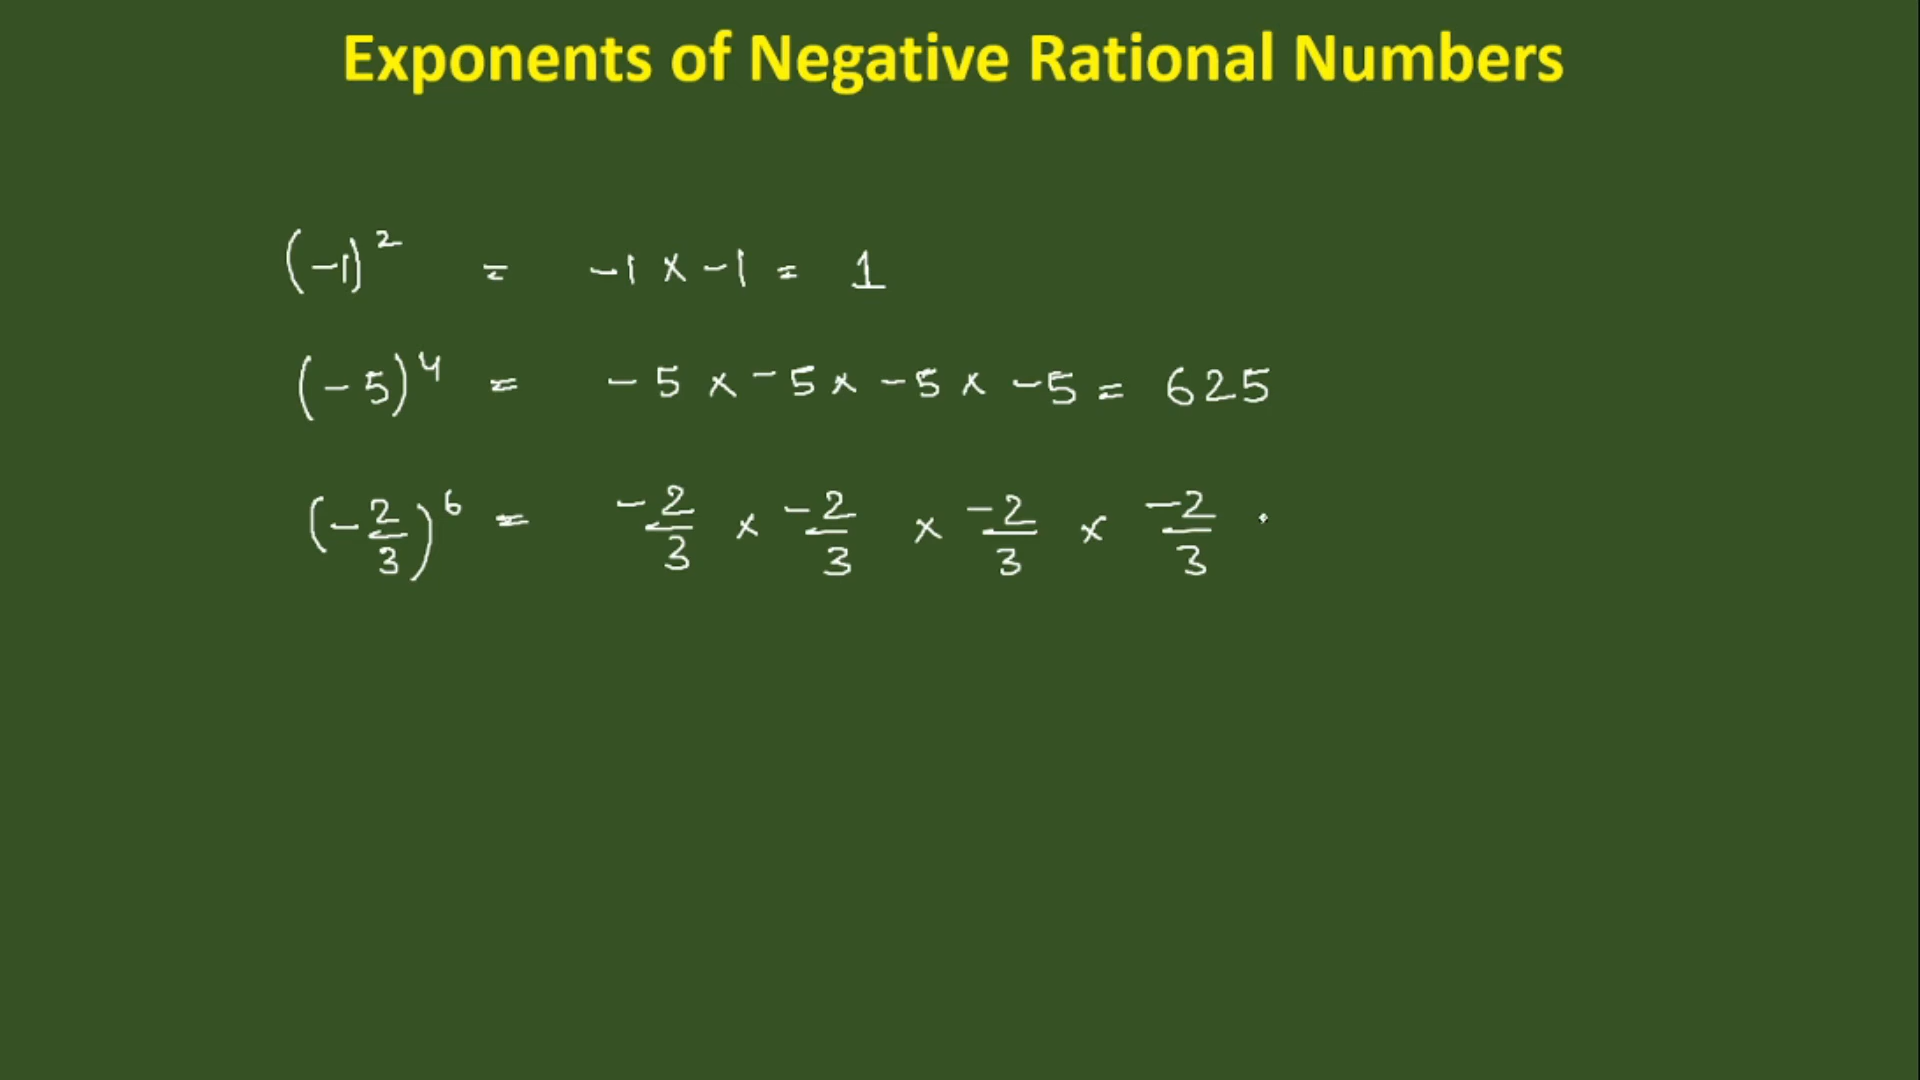 Exponents of Negative Rational Numbers
(-1)² = -1 × -1 = 1
(-5)⁴ = -5 × -5 × -5 × -5 = 625
(-2/3)⁶ = -2/3 × -2/3 × -2/3 × -2/3 ·